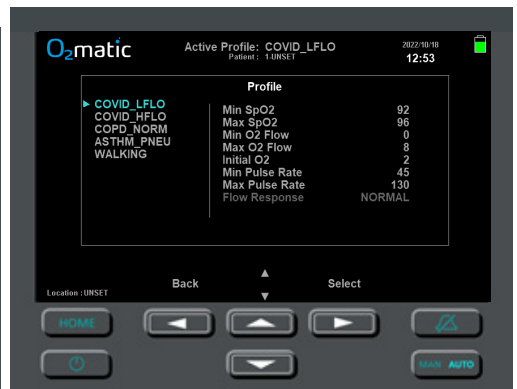 O2matic
Active Profile: COVID_LFLO
Patient : 1-UNSET
2022/10/18
12:53
Profile
COVID_LFLO
COVID_HFLO
COPD_NORM
ASTHM_PNEU
WALKING
Min SpO2 92
Max SpO2 96
Min O2 Flow 0
Max O2 Flow 8
Initial O2 2
Min Pulse Rate 45
Max Pulse Rate 130
Flow Response NORMAL
Back
Select
Location : UNSET
HOME
MAN AUTO